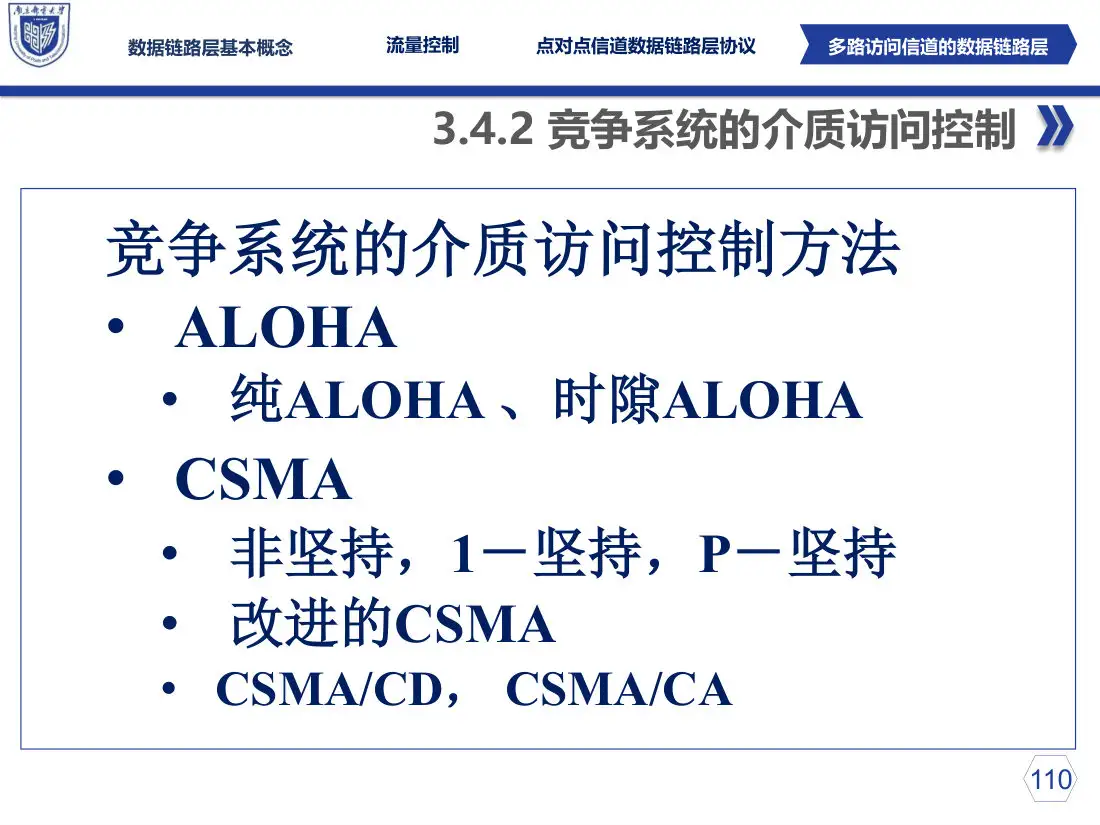 数据链路层基本概念
流量控制
点对点信道数据链路层协议
多路访问信道的数据链路层
3.4.2 竞争系统的介质访问控制
竞争系统的介质访问控制方法
• ALOHA
• 纯ALOHA 、时隙ALOHA
• CSMA
• 非坚持，1－坚持，P－坚持
• 改进的CSMA
• CSMA/CD， CSMA/CA
110